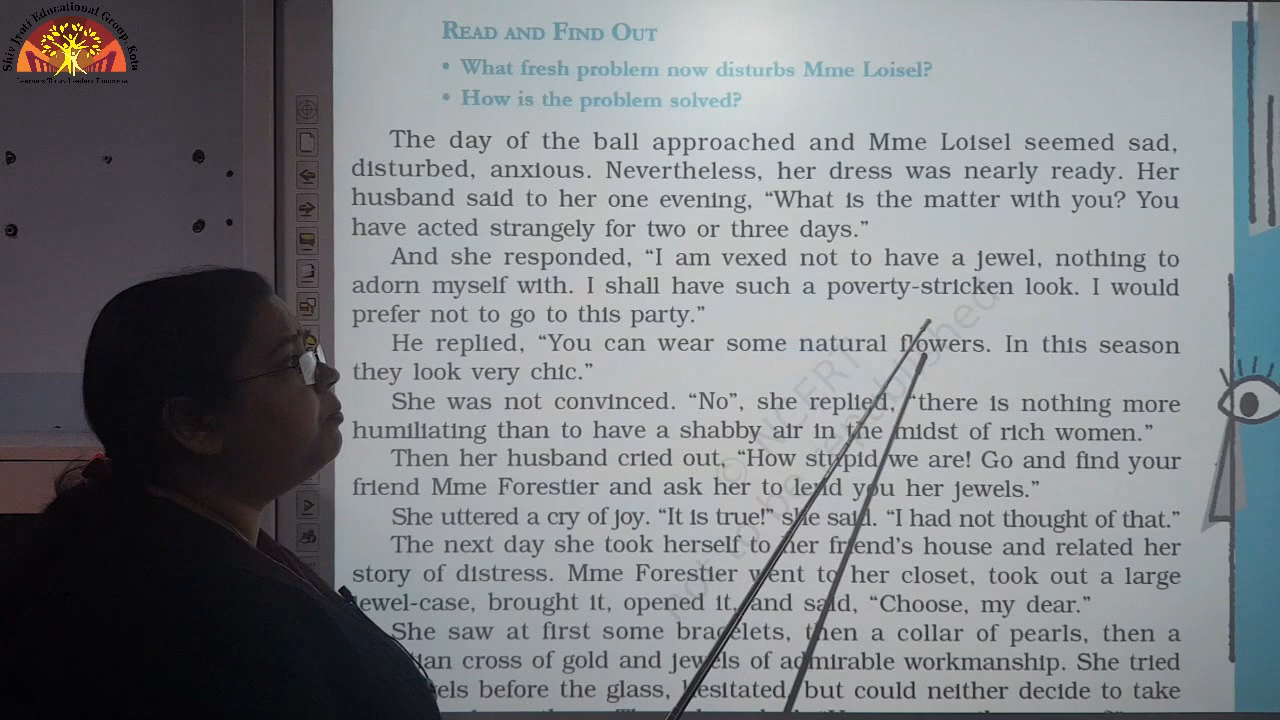 Shiv Jyoti Educational Group, Kota
READ AND FIND OUT
• What fresh problem now disturbs Mme Loisel?
• How is the problem solved?
The day of the ball approached and Mme Loisel seemed sad,
disturbed, anxious. Nevertheless, her dress was nearly ready. Her
husband said to her one evening, “What is the matter with you? You
have acted strangely for two or three days.”
And she responded, “I am vexed not to have a jewel, nothing to
adorn myself with. I shall have such a poverty-stricken look. I would
prefer not to go to this party.”
He replied, “You can wear some natural flowers. In this season
they look very chic.”
She was not convinced. “No”, she replied, “there is nothing more
humiliating than to have a shabby air in the midst of rich women.”
Then her husband cried out, “How stupid we are! Go and find your
friend Mme Forestier and ask her to lend you her jewels.”
She uttered a cry of joy. “It is true!” she said. “I had not thought of that.”
The next day she took herself to her friend’s house and related her
story of distress. Mme Forestier went to her closet, took out a large
jewel-case, brought it, opened it, and said, “Choose, my dear.”
She saw at first some bracelets, then a collar of pearls, then a
cross of gold and jewels of admirable workmanship. She tried
before the glass, hesitated, but could neither decide to take
© NCERT
not to be republished